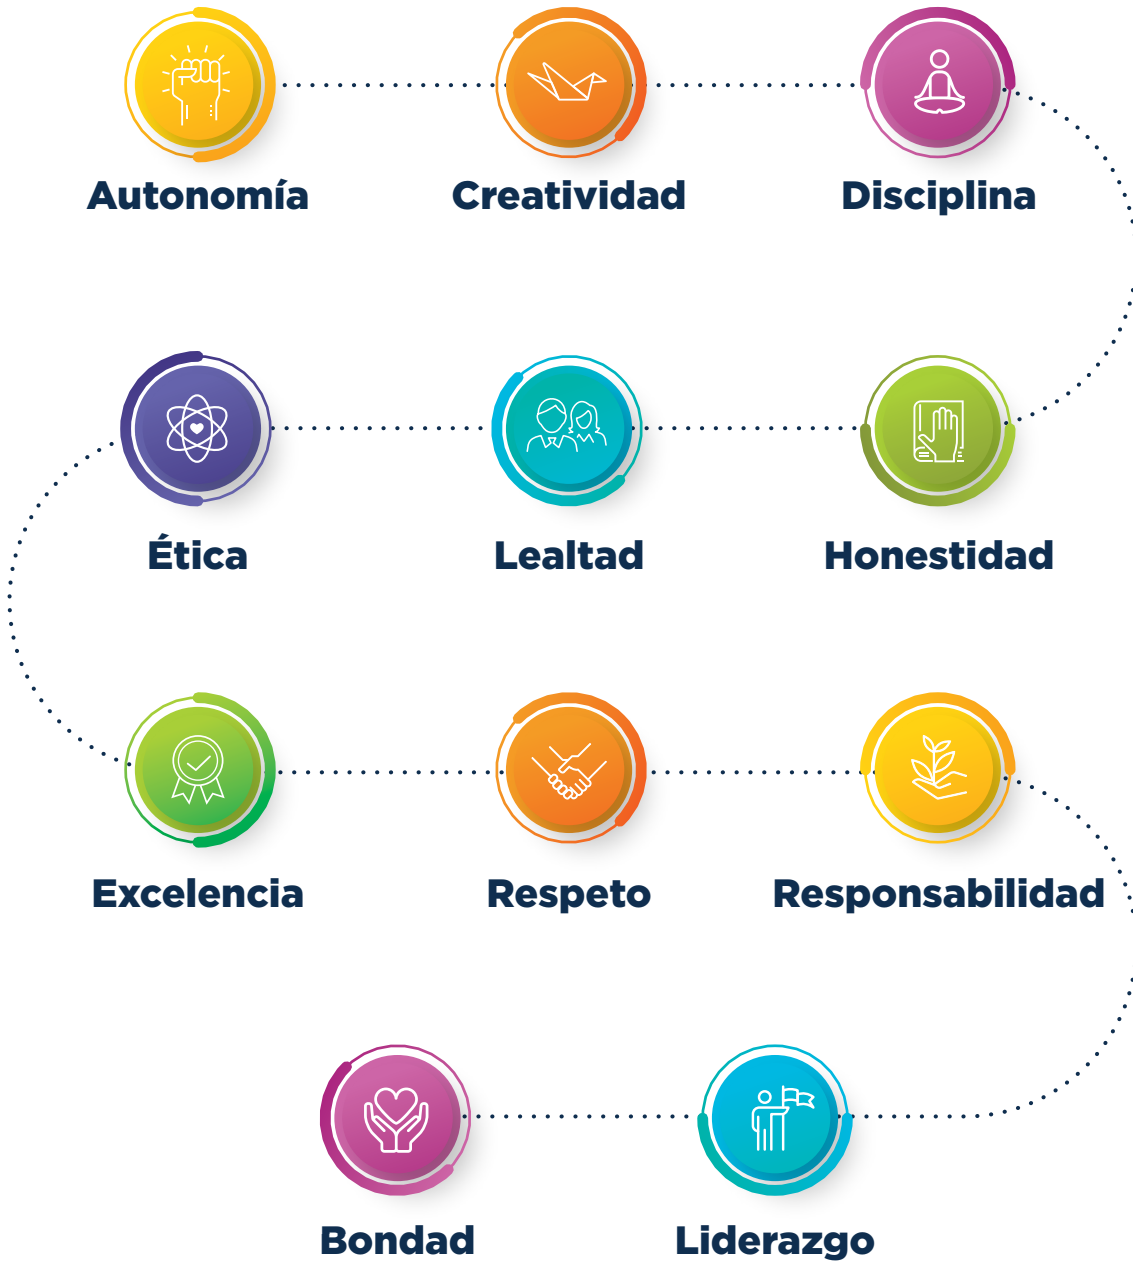 Autonomía
Creatividad
Disciplina
Ética
Lealtad
Honestidad
Excelencia
Respeto
Responsabilidad
Bondad
Liderazgo